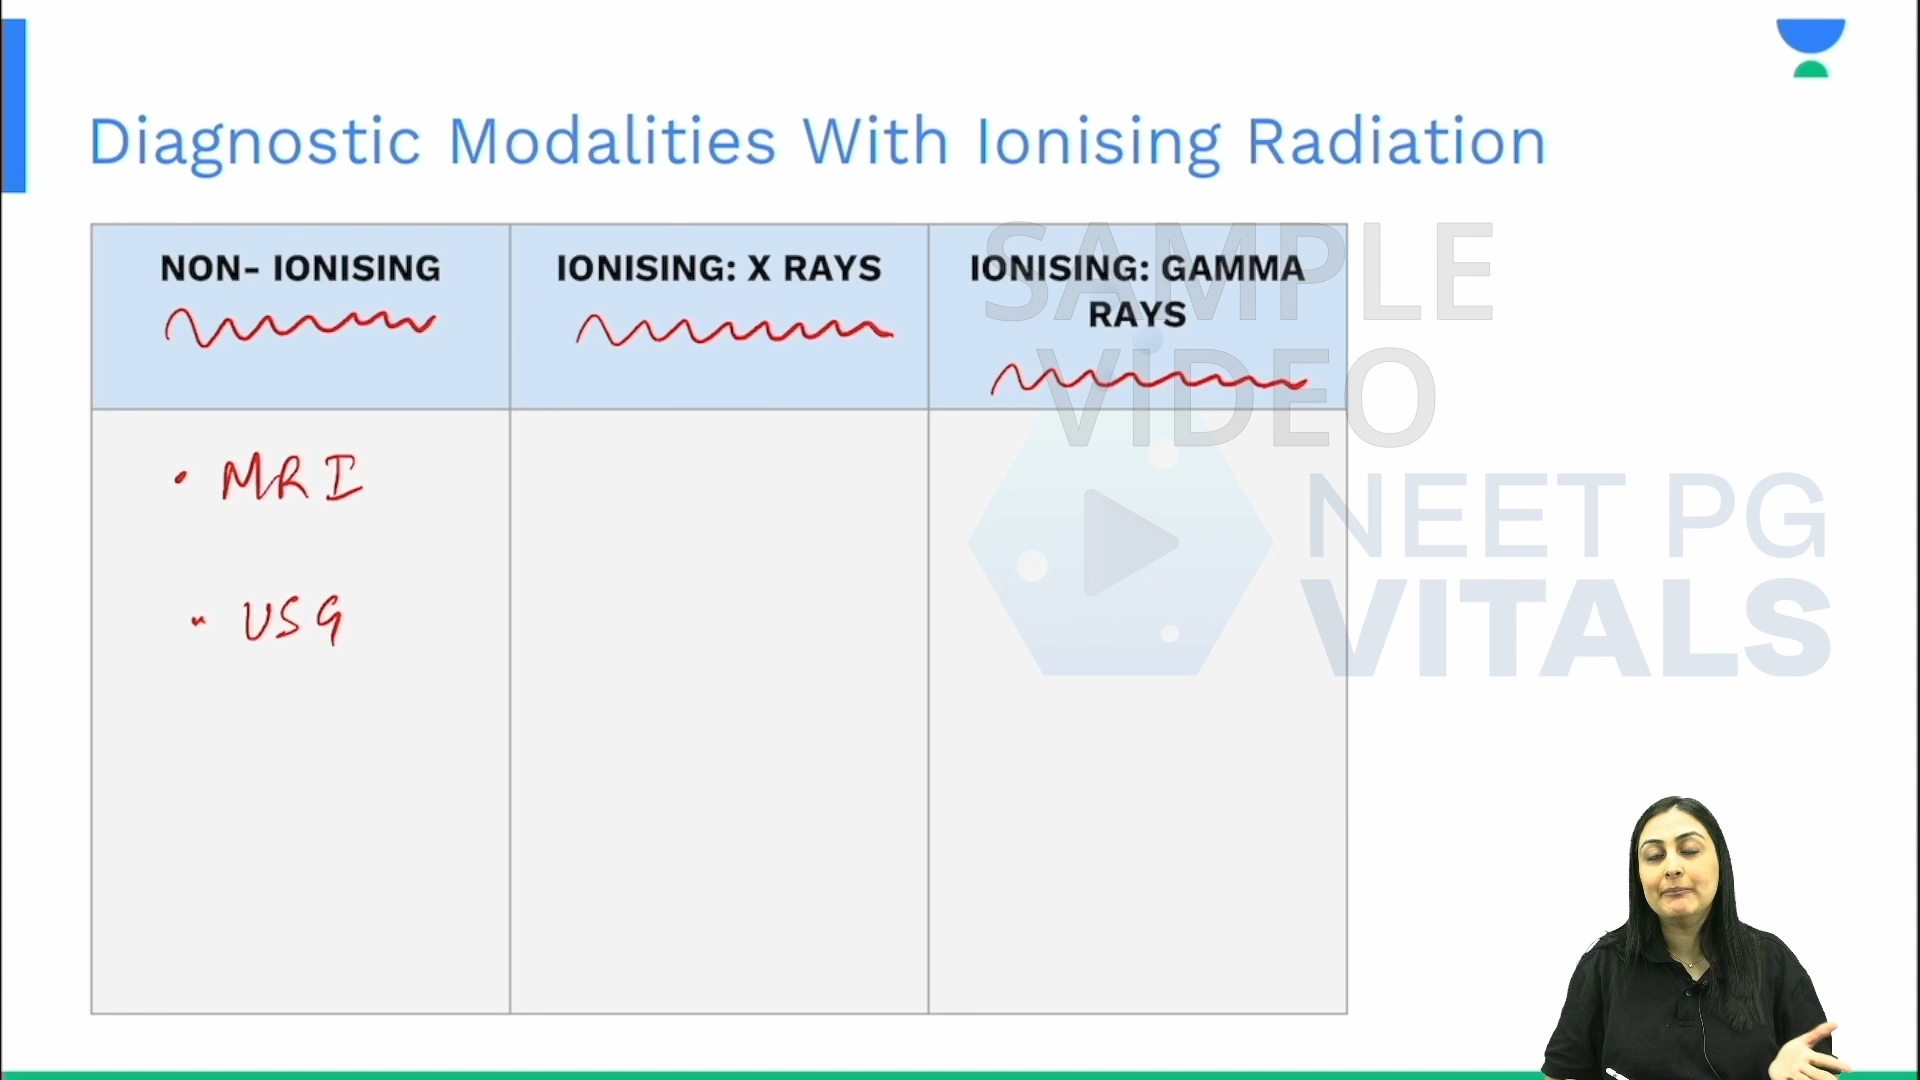 Diagnostic Modalities With Ionising Radiation
NON- IONISING
IONISING: X RAYS
IONISING: GAMMA
RAYS
• MRI
• USG
SAMPLE
VIDEO
NEET PG
VITALS